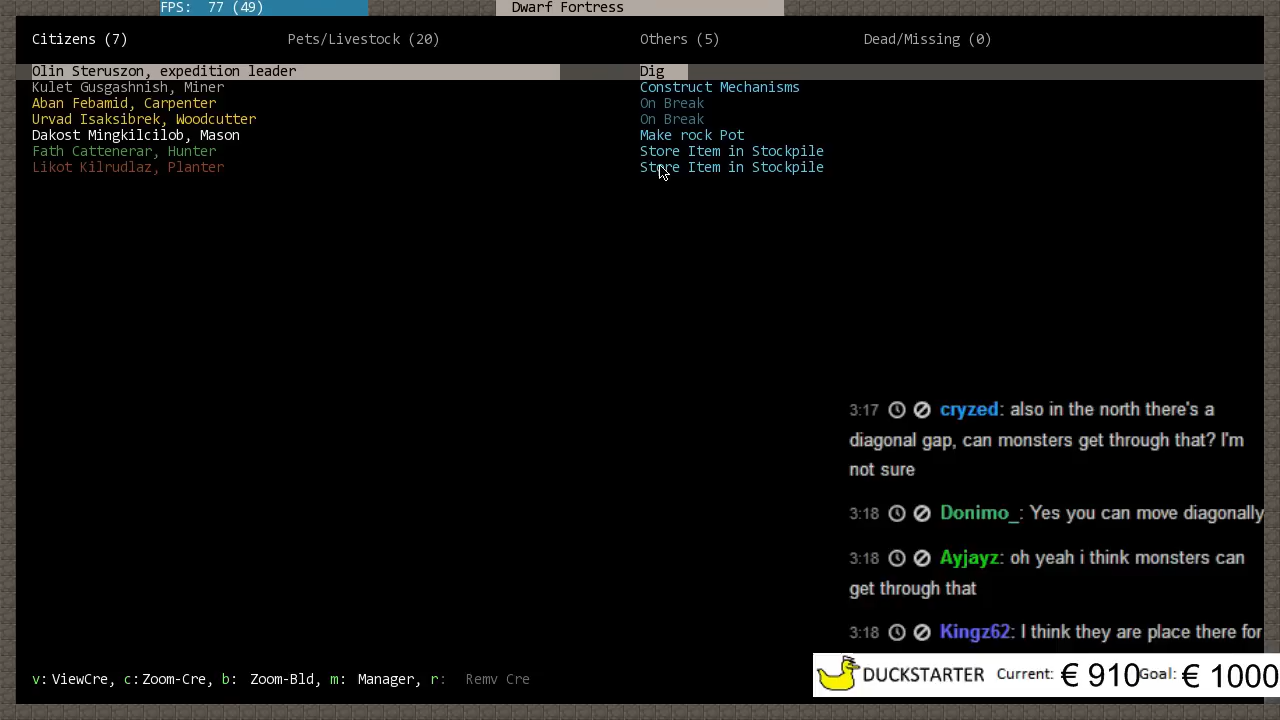 FPS: 77 (49) Dwarf Fortress
Citizens (7) Pets/Livestock (20) Others (5) Dead/Missing (0)
Olin Steruszon, expedition leader Dig
Kulet Gusgashnish, Miner Construct Mechanisms
Aban Febamid, Carpenter On Break
Urvad Isaksibrek, Woodcutter On Break
Dakost Mingkilcilob, Mason Make rock Pot
Fath Cattenerar, Hunter Store Item in Stockpile
Likot Kilrudlaz, Planter Store Item in Stockpile
3:17 cryzed: also in the north there's a
diagonal gap, can monsters get through that? I'm
not sure
3:18 Donimo_: Yes you can move diagonally
3:18 Ayjayz: oh yeah i think monsters can
get through that
3:18 Kingz62: I think they are place there for
v: ViewCre, c:Zoom-Cre, b: Zoom-Bld, m: Manager, r: Remv Cre
DUCKSTARTER Current: € 910 Goal: € 1000